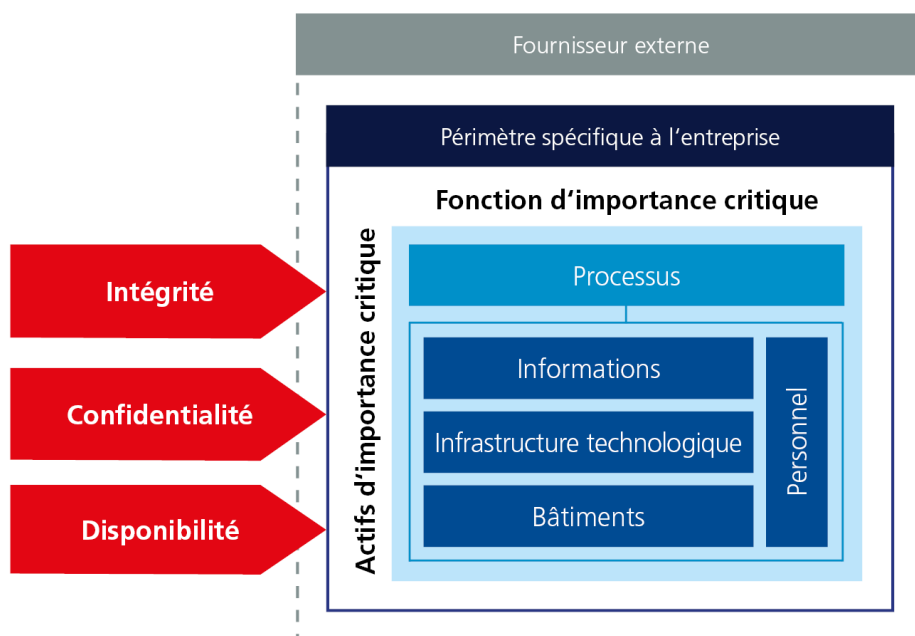 Fournisseur externe
Périmètre spécifique à l‘entreprise
Fonction d‘importance critique
Actifs d‘importance critique
Intégrité
Confidentialité
Disponibilité
Processus
Informations
Infrastructure technologique
Bâtiments
Personnel